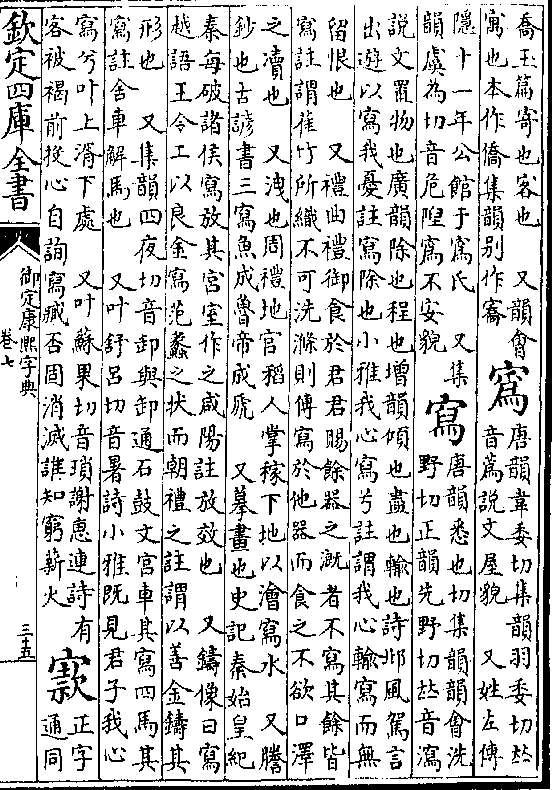 喬玉篇寄也客也 又韻會
寓也本作僑集韻別作㝯
寪
唐韻韋委切集韻羽委切𠀤
音蔿說文屋貌 又姓左傳
隱十一年公館于寪氏 又集
韻虞為切音危隉寪不安貌
寫
唐韻悉也切集韻韻會洗
野切正韻先野切𠀤音瀉
說文置物也廣韻除也程也增韻傾也盡也輸也詩邶風駕言
出遊以寫我憂註寫除也小雅我心寫兮註謂我心輸寫而無
留恨也 又禮曲禮御食於君君賜餘器之溉者不寫其餘皆
寫註謂萑竹所織不可洗滌則傳寫於他器而食之不欲口澤
之瀆也 又洩也周禮地官稻人掌稼下地以澮寫水 又謄
鈔也古諺書三寫魚成魯帝成虎 又摹畫也史記秦始皇紀
秦每破諸侯寫放其宮室作之咸陽註放效也 又鑄像曰寫
越語王令工以良金寫范蠡之狀而朝禮之註謂以善金鑄其
形也 又集韻四夜切音卸與卸通石鼓文宮車其寫四馬其
寫註舍車解馬也 又叶舒呂切音暑詩小雅既見君子我心
寫兮叶上湑下處 又叶蘇果切音瑣謝惠連詩有
客被褐前投心自詢寫臧否固消滅誰知窮薪火
正字
通同
欽定四庫全書
御定康熙字典
卷七
三十五